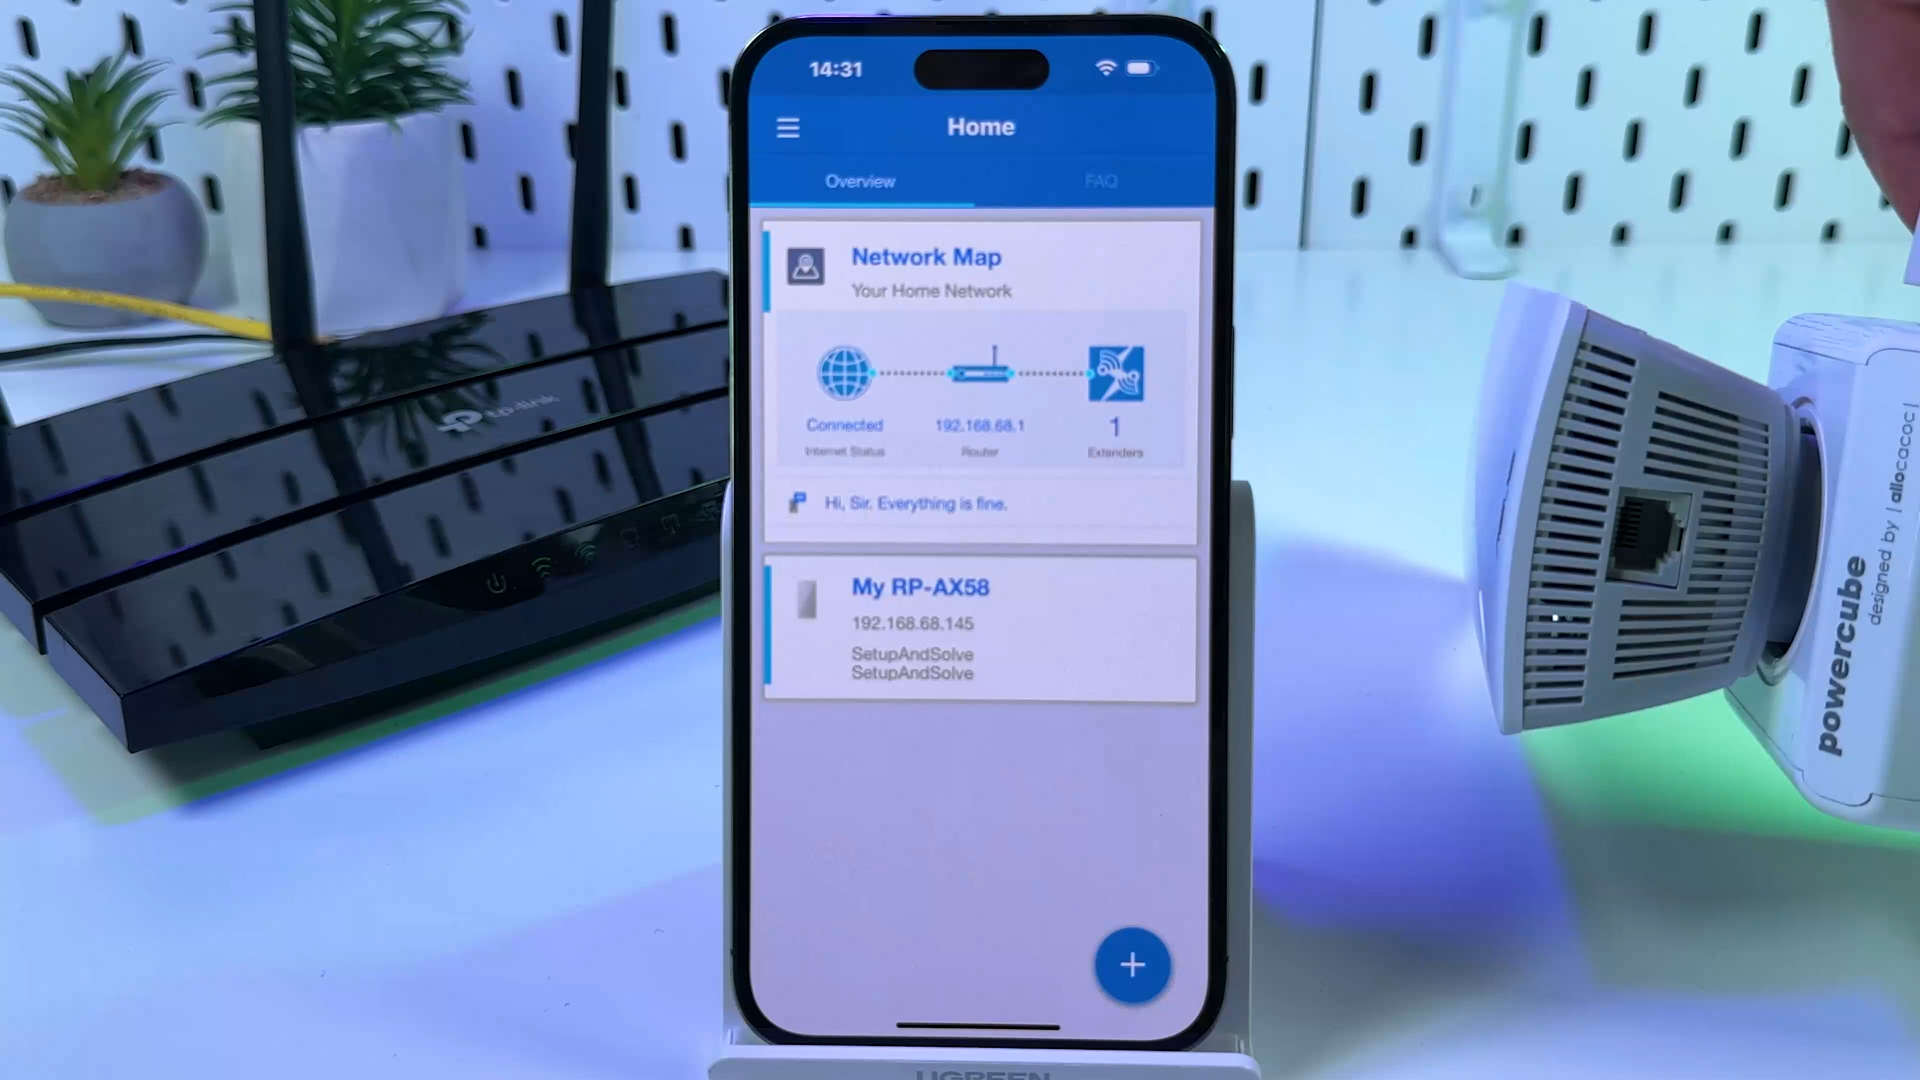 14:31
Home
Overview
FAQ
Network Map
Your Home Network
Connected
192.168.68.1
1
Internet Status
Router
Extenders
Hi, Sir. Everything is fine.
My RP-AX58
192.168.68.145
SetupAndSolve
SetupAndSolve
tp-link
powercube
designed by | allocacoc |
UGREEN